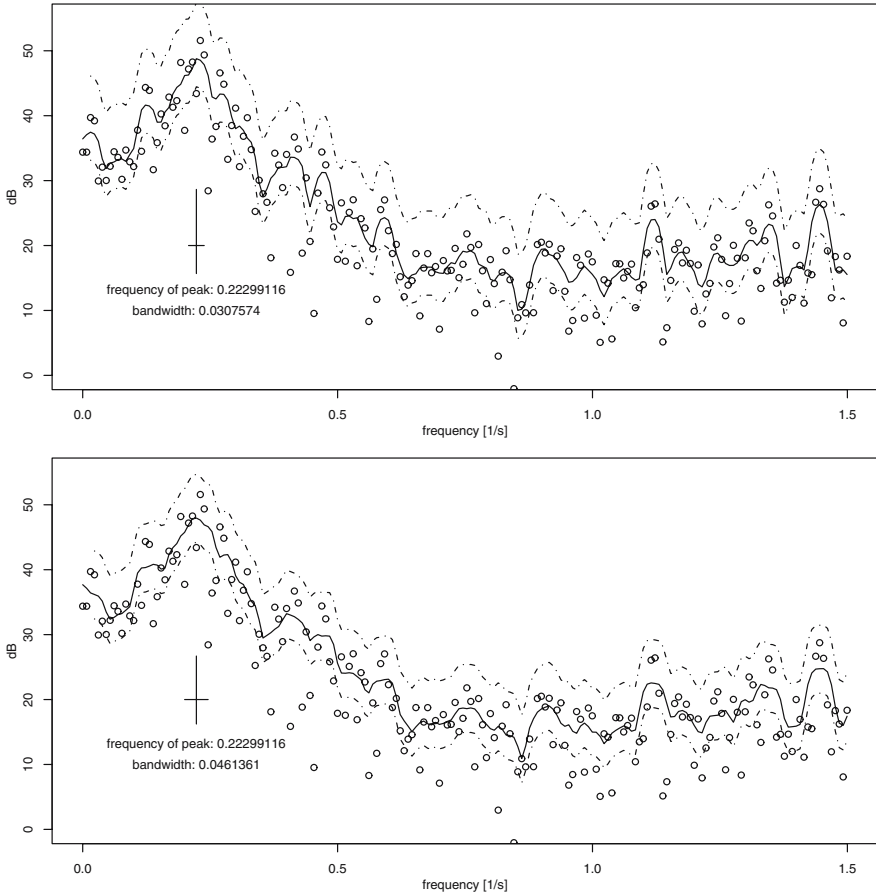 50
40
30
20
10
0
dB
frequency of peak: 0.22299116
bandwidth: 0.0307574
0.0
0.5
1.0
1.5
frequency [1/s]
50
40
30
20
10
0
dB
frequency of peak: 0.22299116
bandwidth: 0.0461361
0.0
0.5
1.0
1.5
frequency [1/s]